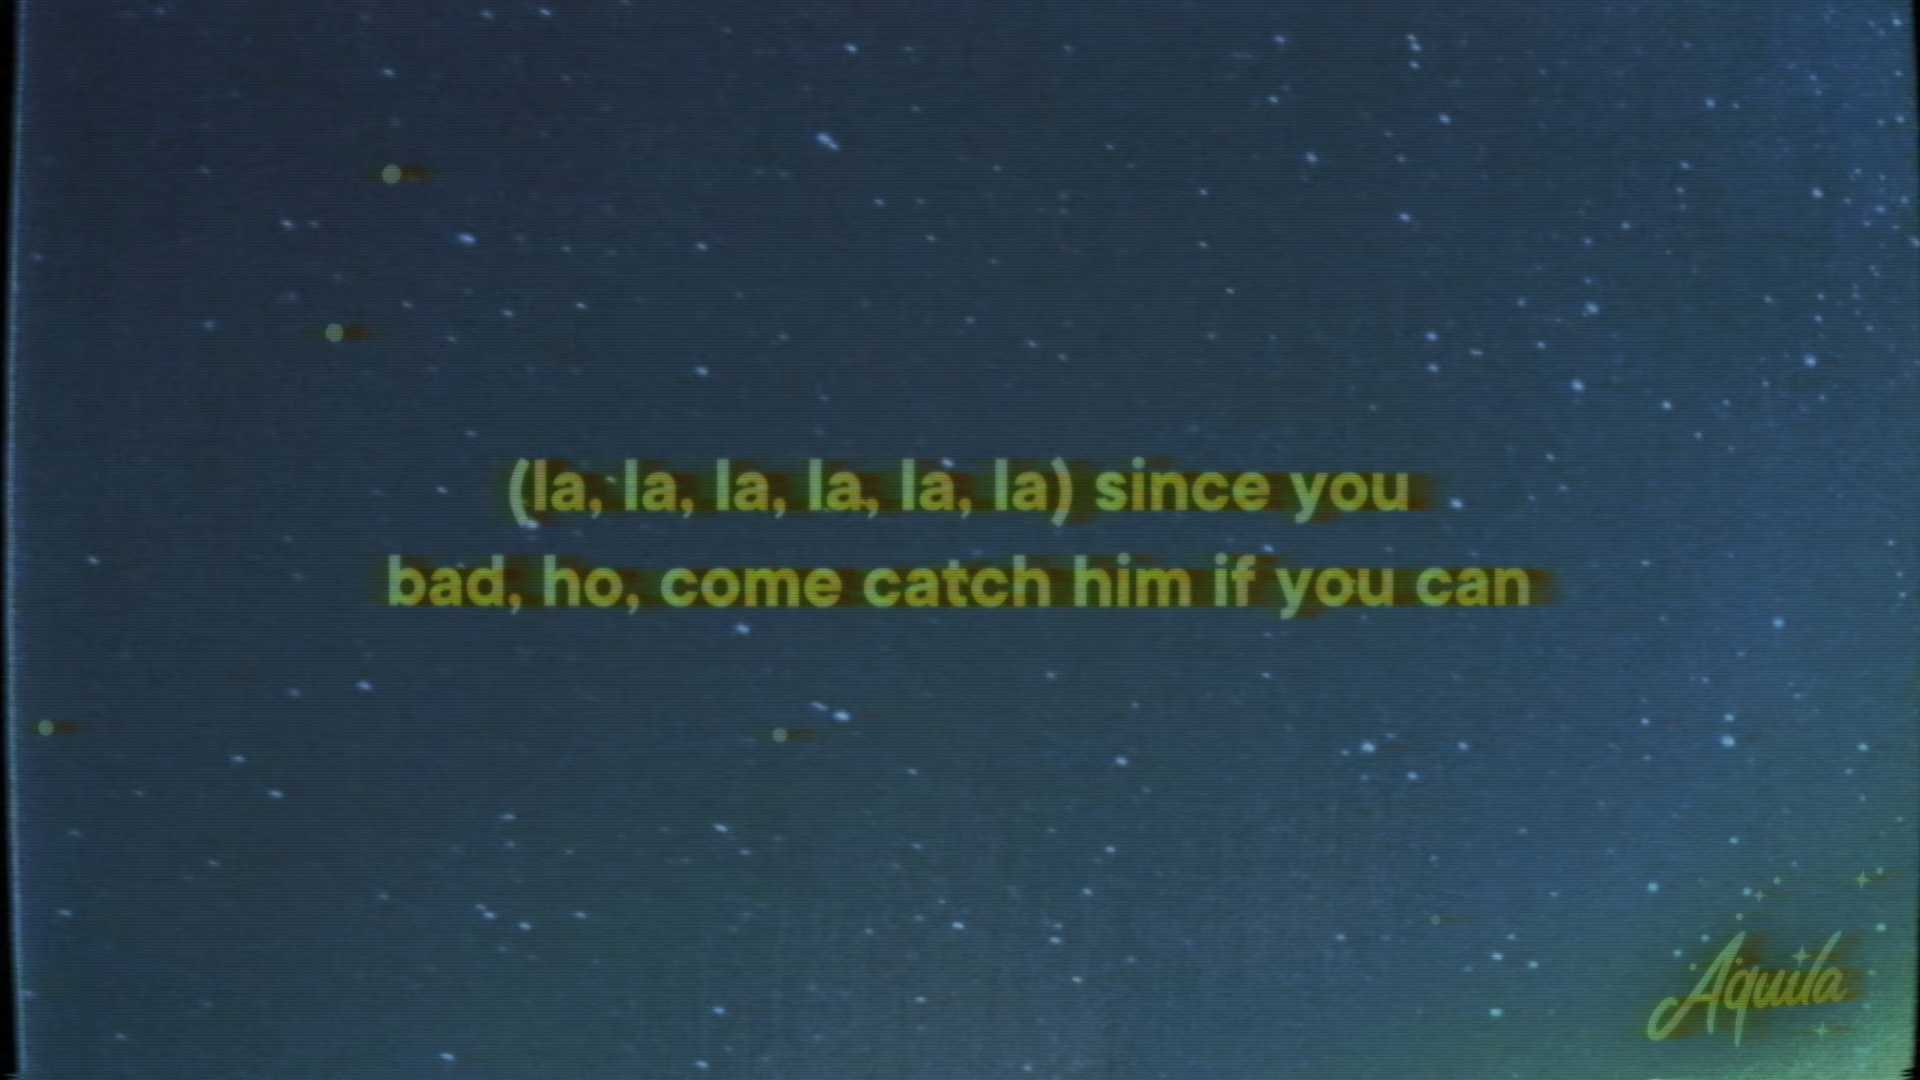 (la, la, la, la, la, la) since you
bad, ho, come catch him if you can
Aquila